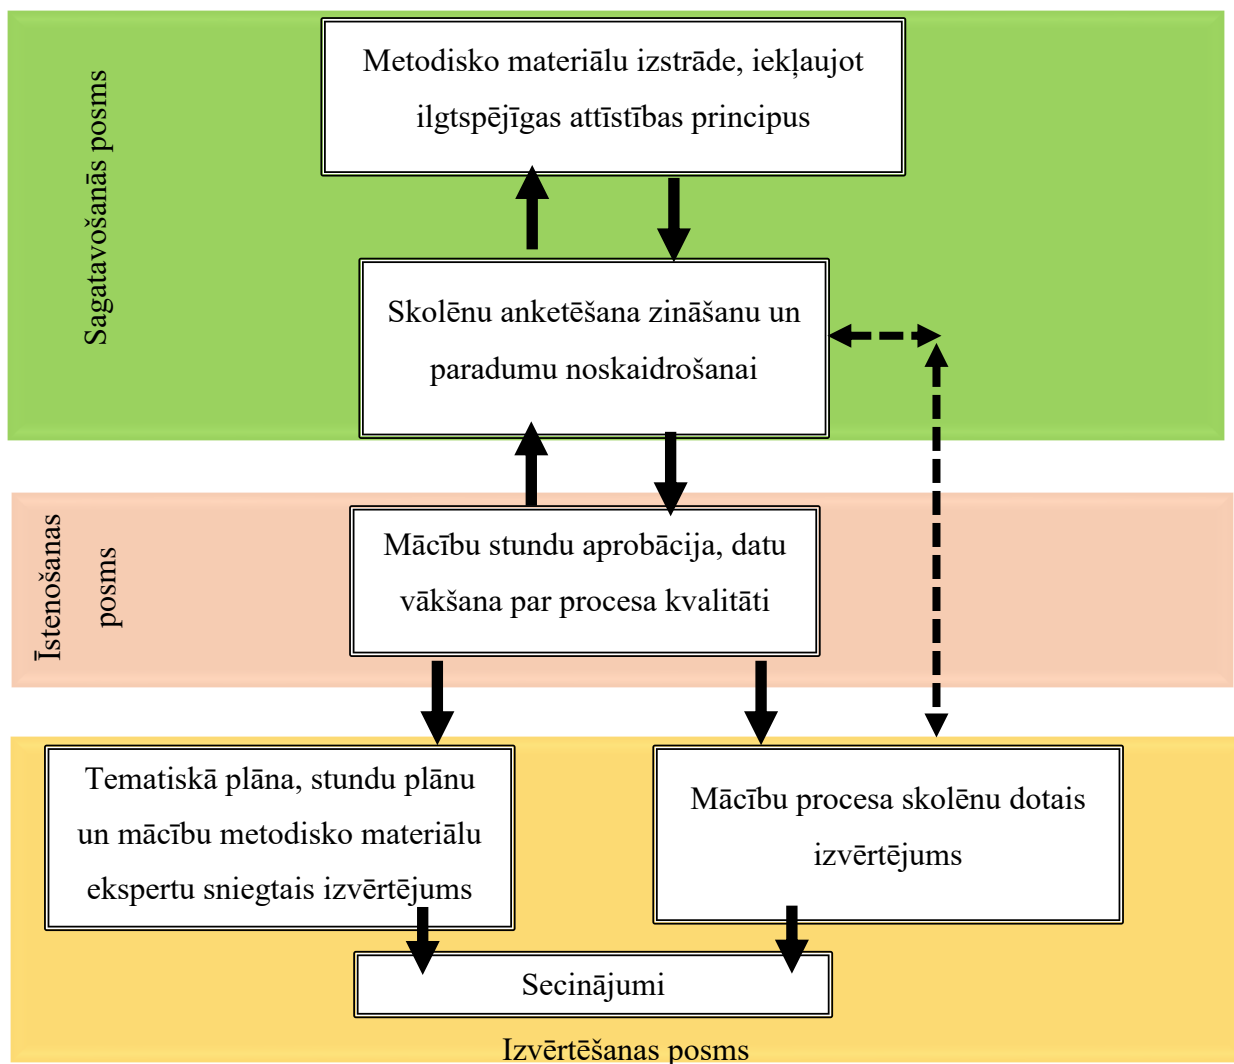 Sagatavošanās posms
Metodisko materiālu izstrāde, iekļaujot
ilgtspējīgas attīstības principus
Skolēnu anketēšana zināšanu un
paradumu noskaidrošanai
Īstenošanas
posms
Mācību stundu aprobācija, datu
vākšana par procesa kvalitāti
Tematiskā plāna, stundu plānu
un mācību metodisko materiālu
ekspertu sniegtais izvērtējums
Mācību procesa skolēnu dotais
izvērtējums
Secinājumi
Izvērtēšanas posms